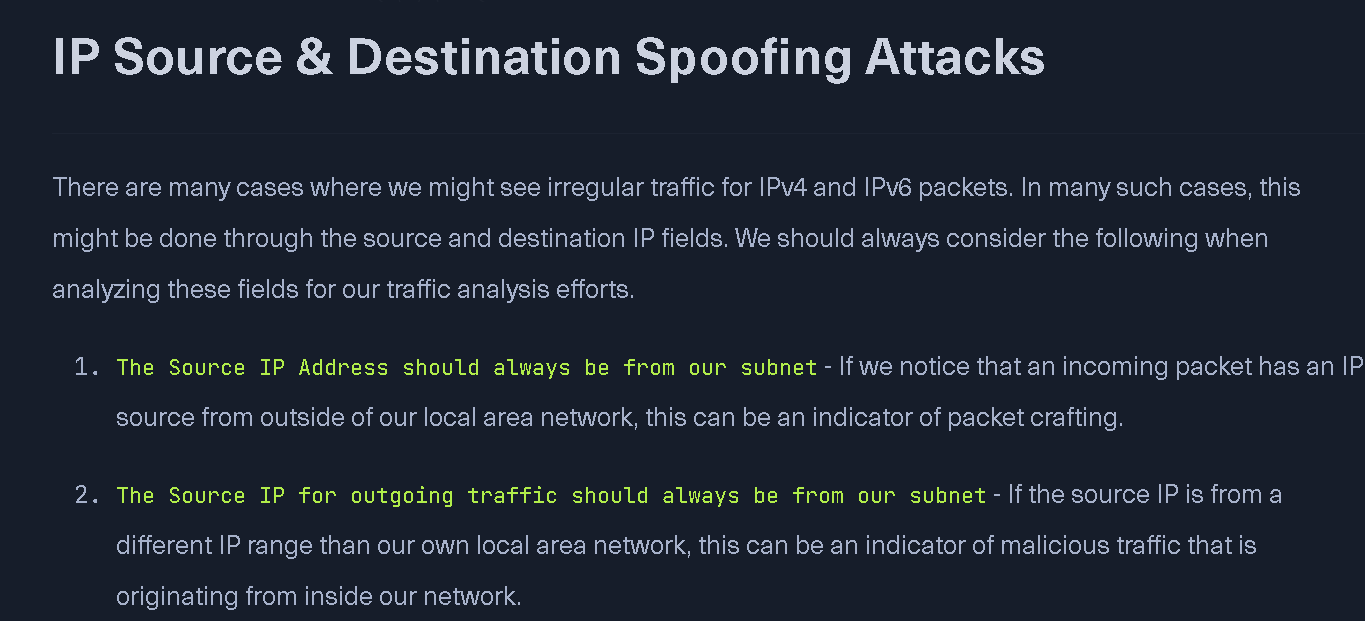 IP Source & Destination Spoofing Attacks
There are many cases where we might see irregular traffic for IPv4 and IPv6 packets. In many such cases, this
might be done through the source and destination IP fields. We should always consider the following when
analyzing these fields for our traffic analysis efforts.
1. The Source IP Address should always be from our subnet - If we notice that an incoming packet has an IP
source from outside of our local area network, this can be an indicator of packet crafting.
2. The Source IP for outgoing traffic should always be from our subnet - If the source IP is from a
different IP range than our own local area network, this can be an indicator of malicious traffic that is
originating from inside our network.